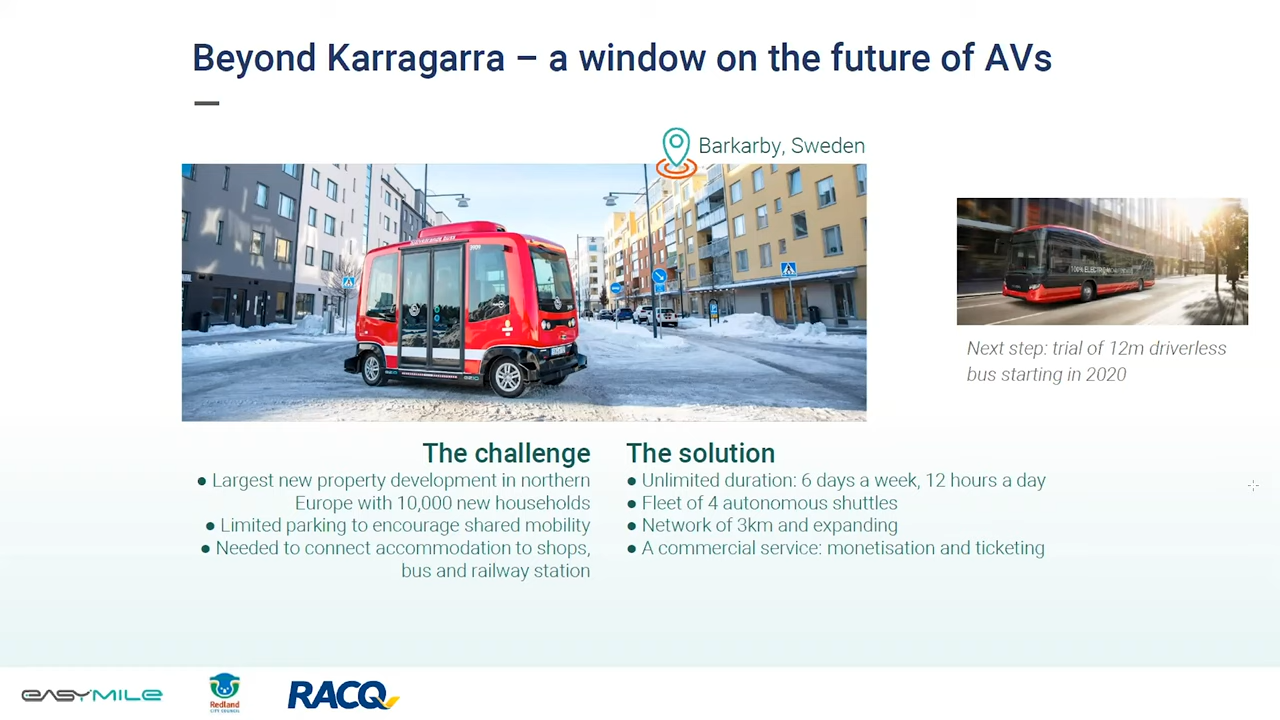 Beyond Karragarra – a window on the future of AVs
Barkarby, Sweden
Next step: trial of 12m driverless
bus starting in 2020
The challenge
● Largest new property development in northern
Europe with 10,000 new households
● Limited parking to encourage shared mobility
● Needed to connect accommodation to shops,
bus and railway station
The solution
● Unlimited duration: 6 days a week, 12 hours a day
● Fleet of 4 autonomous shuttles
● Network of 3km and expanding
● A commercial service: monetisation and ticketing
EASYMILE
Redland
CITY COUNCIL
RACQ